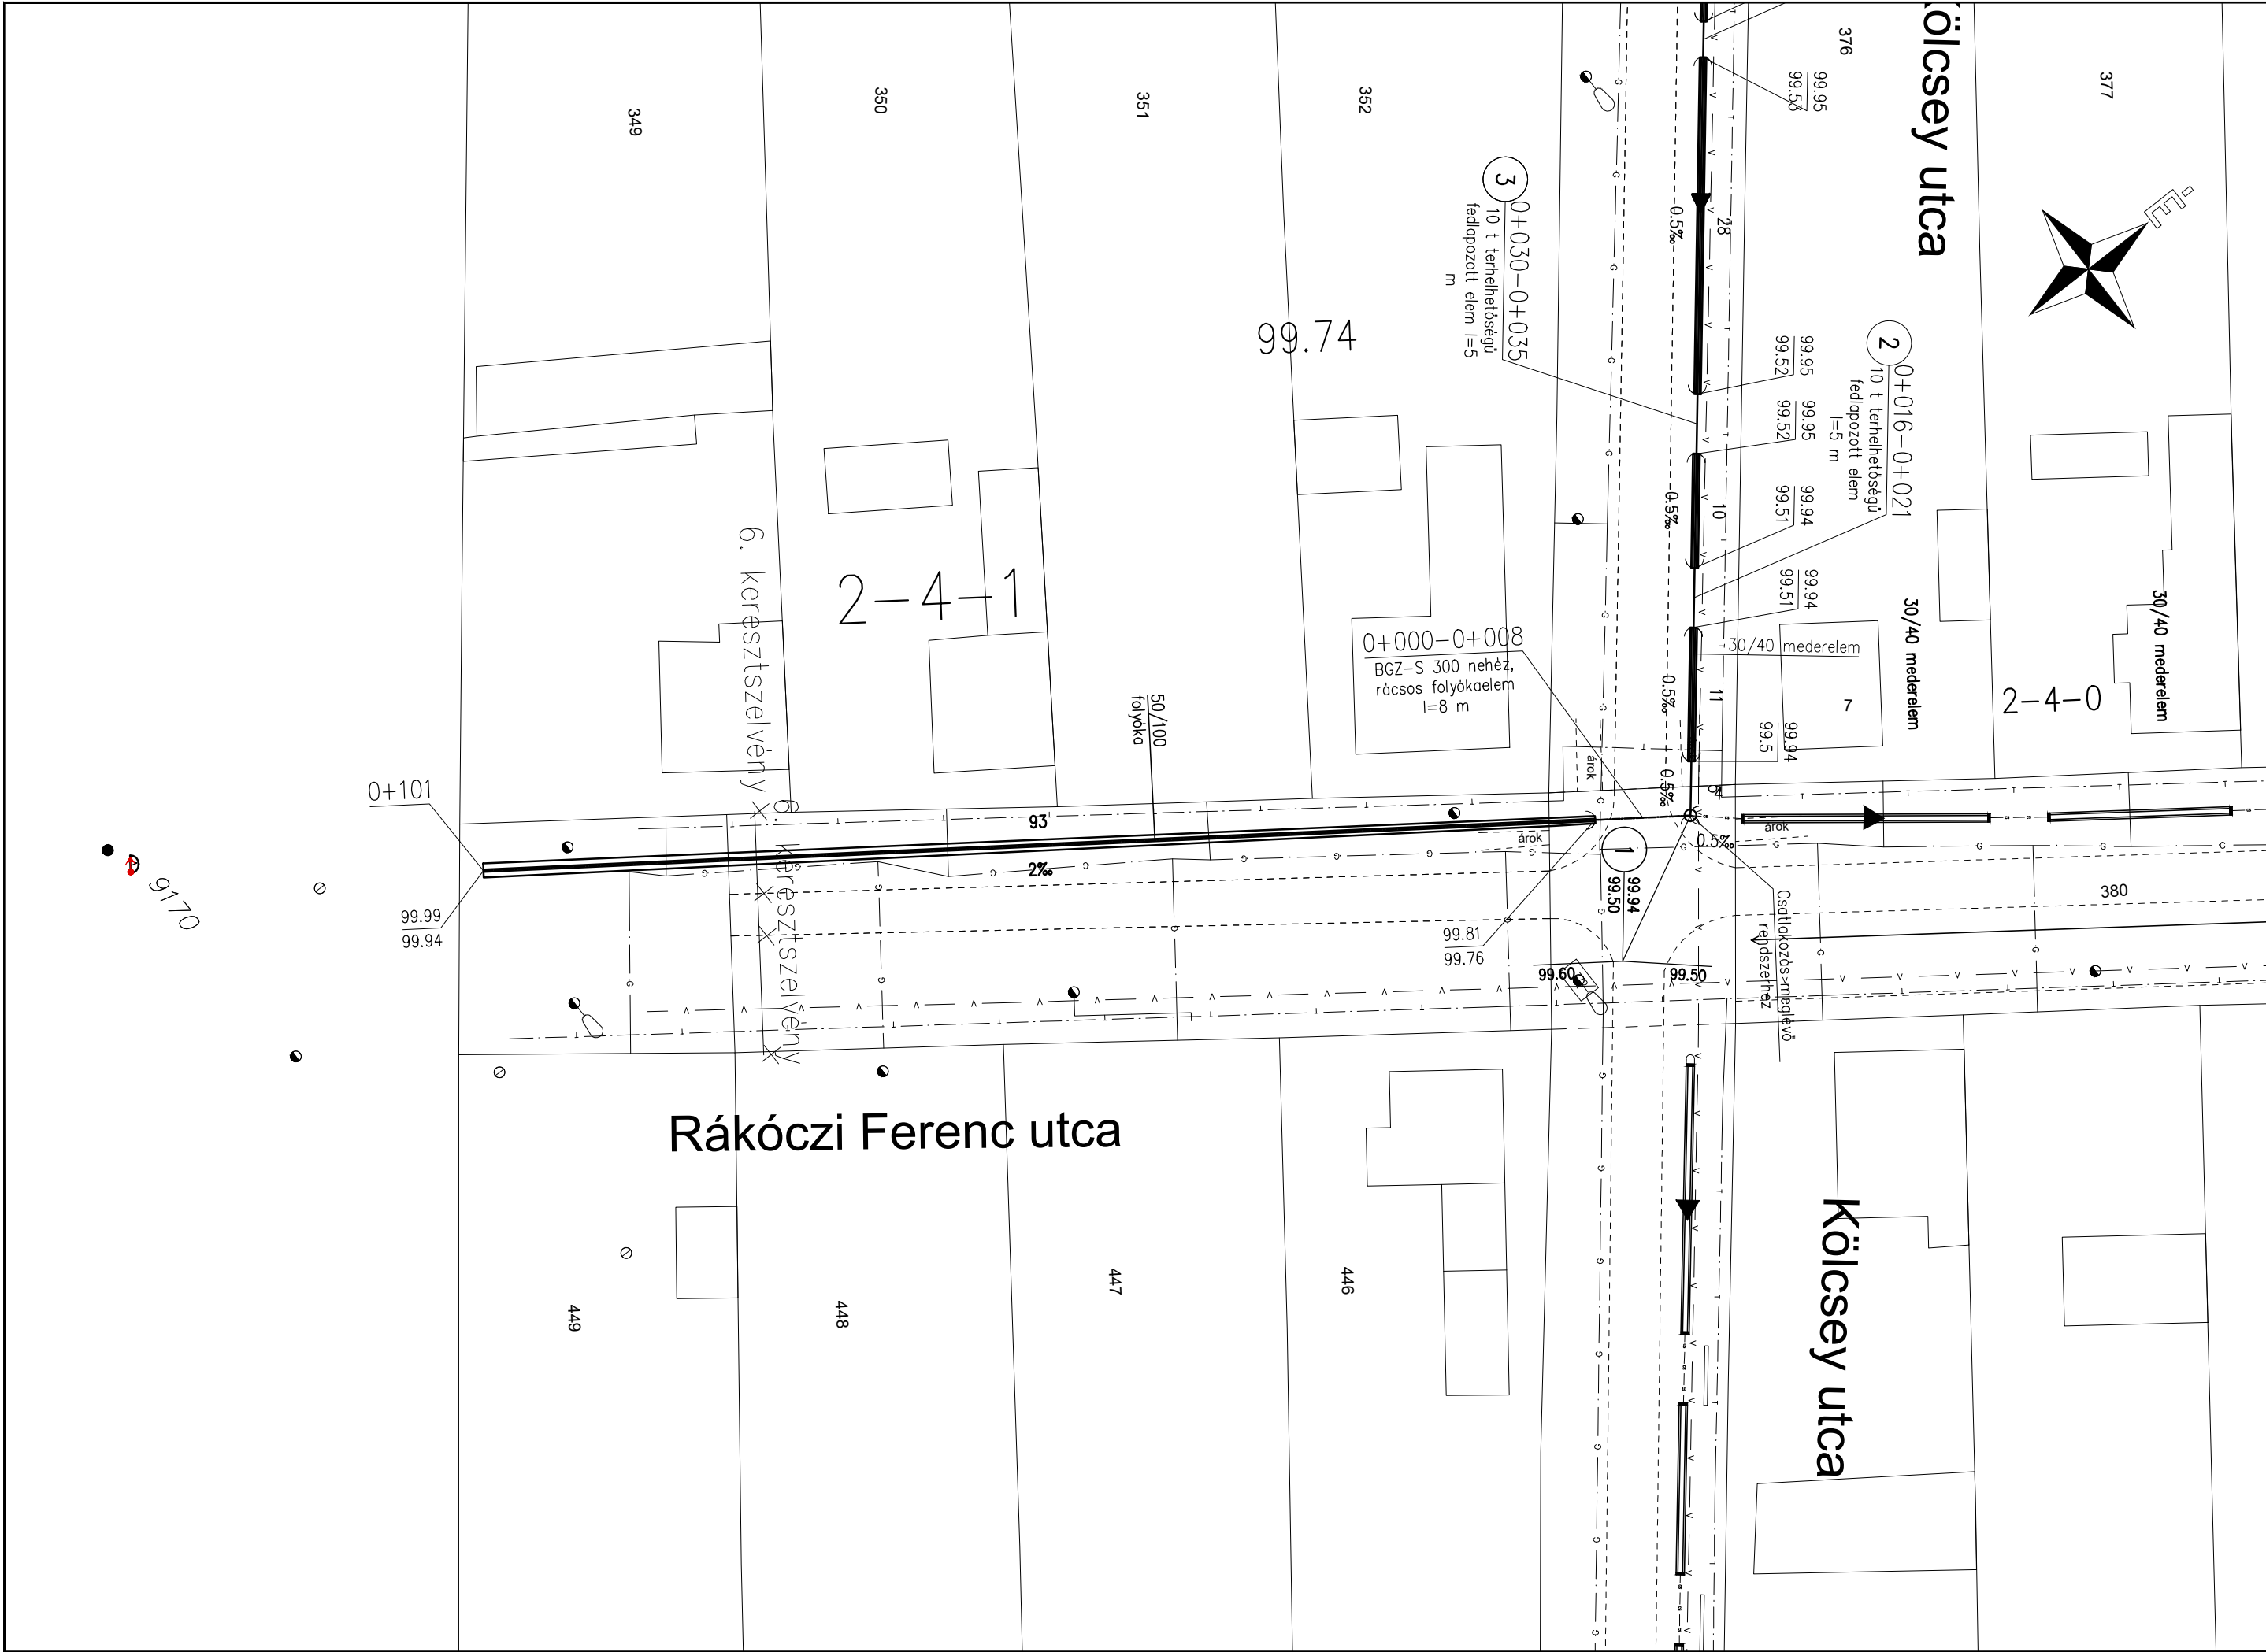 Kölcsey utca
349
350
351
352
376
377
É
99.95
99.53
28
0.5‰
3
0+030-0+035
10 t terhelhetőségű
fedlapozott elem l=5
m
99.74
99.95
99.52
2
0+016-0+021
10 t terhelhetőségű
fedlapozott elem
l=5 m
99.95
99.52
10
0.5‰
99.94
99.51
99.94
99.51
6. keresztszelvény
2-4-1
0+000-0+008
BGZ-S 300 nehéz,
rácsos folyókaelem
l=8 m
30/40 mederelem
30/40 mederelem
30/40 mederelem
2-4-0
7
11
0.5‰
99.94
99.5
50/100
folyóka
árok
0.5‰
0+101
93
2‰
árok
árok
1
0.5‰
99.94
99.50
6. keresztszelvény
9170
99.99
99.94
99.81
99.76
99.60
99.50
Csatlakozás meglévő
rendszerhez
380
Rákóczi Ferenc utca
Kölcsey utca
449
448
447
446